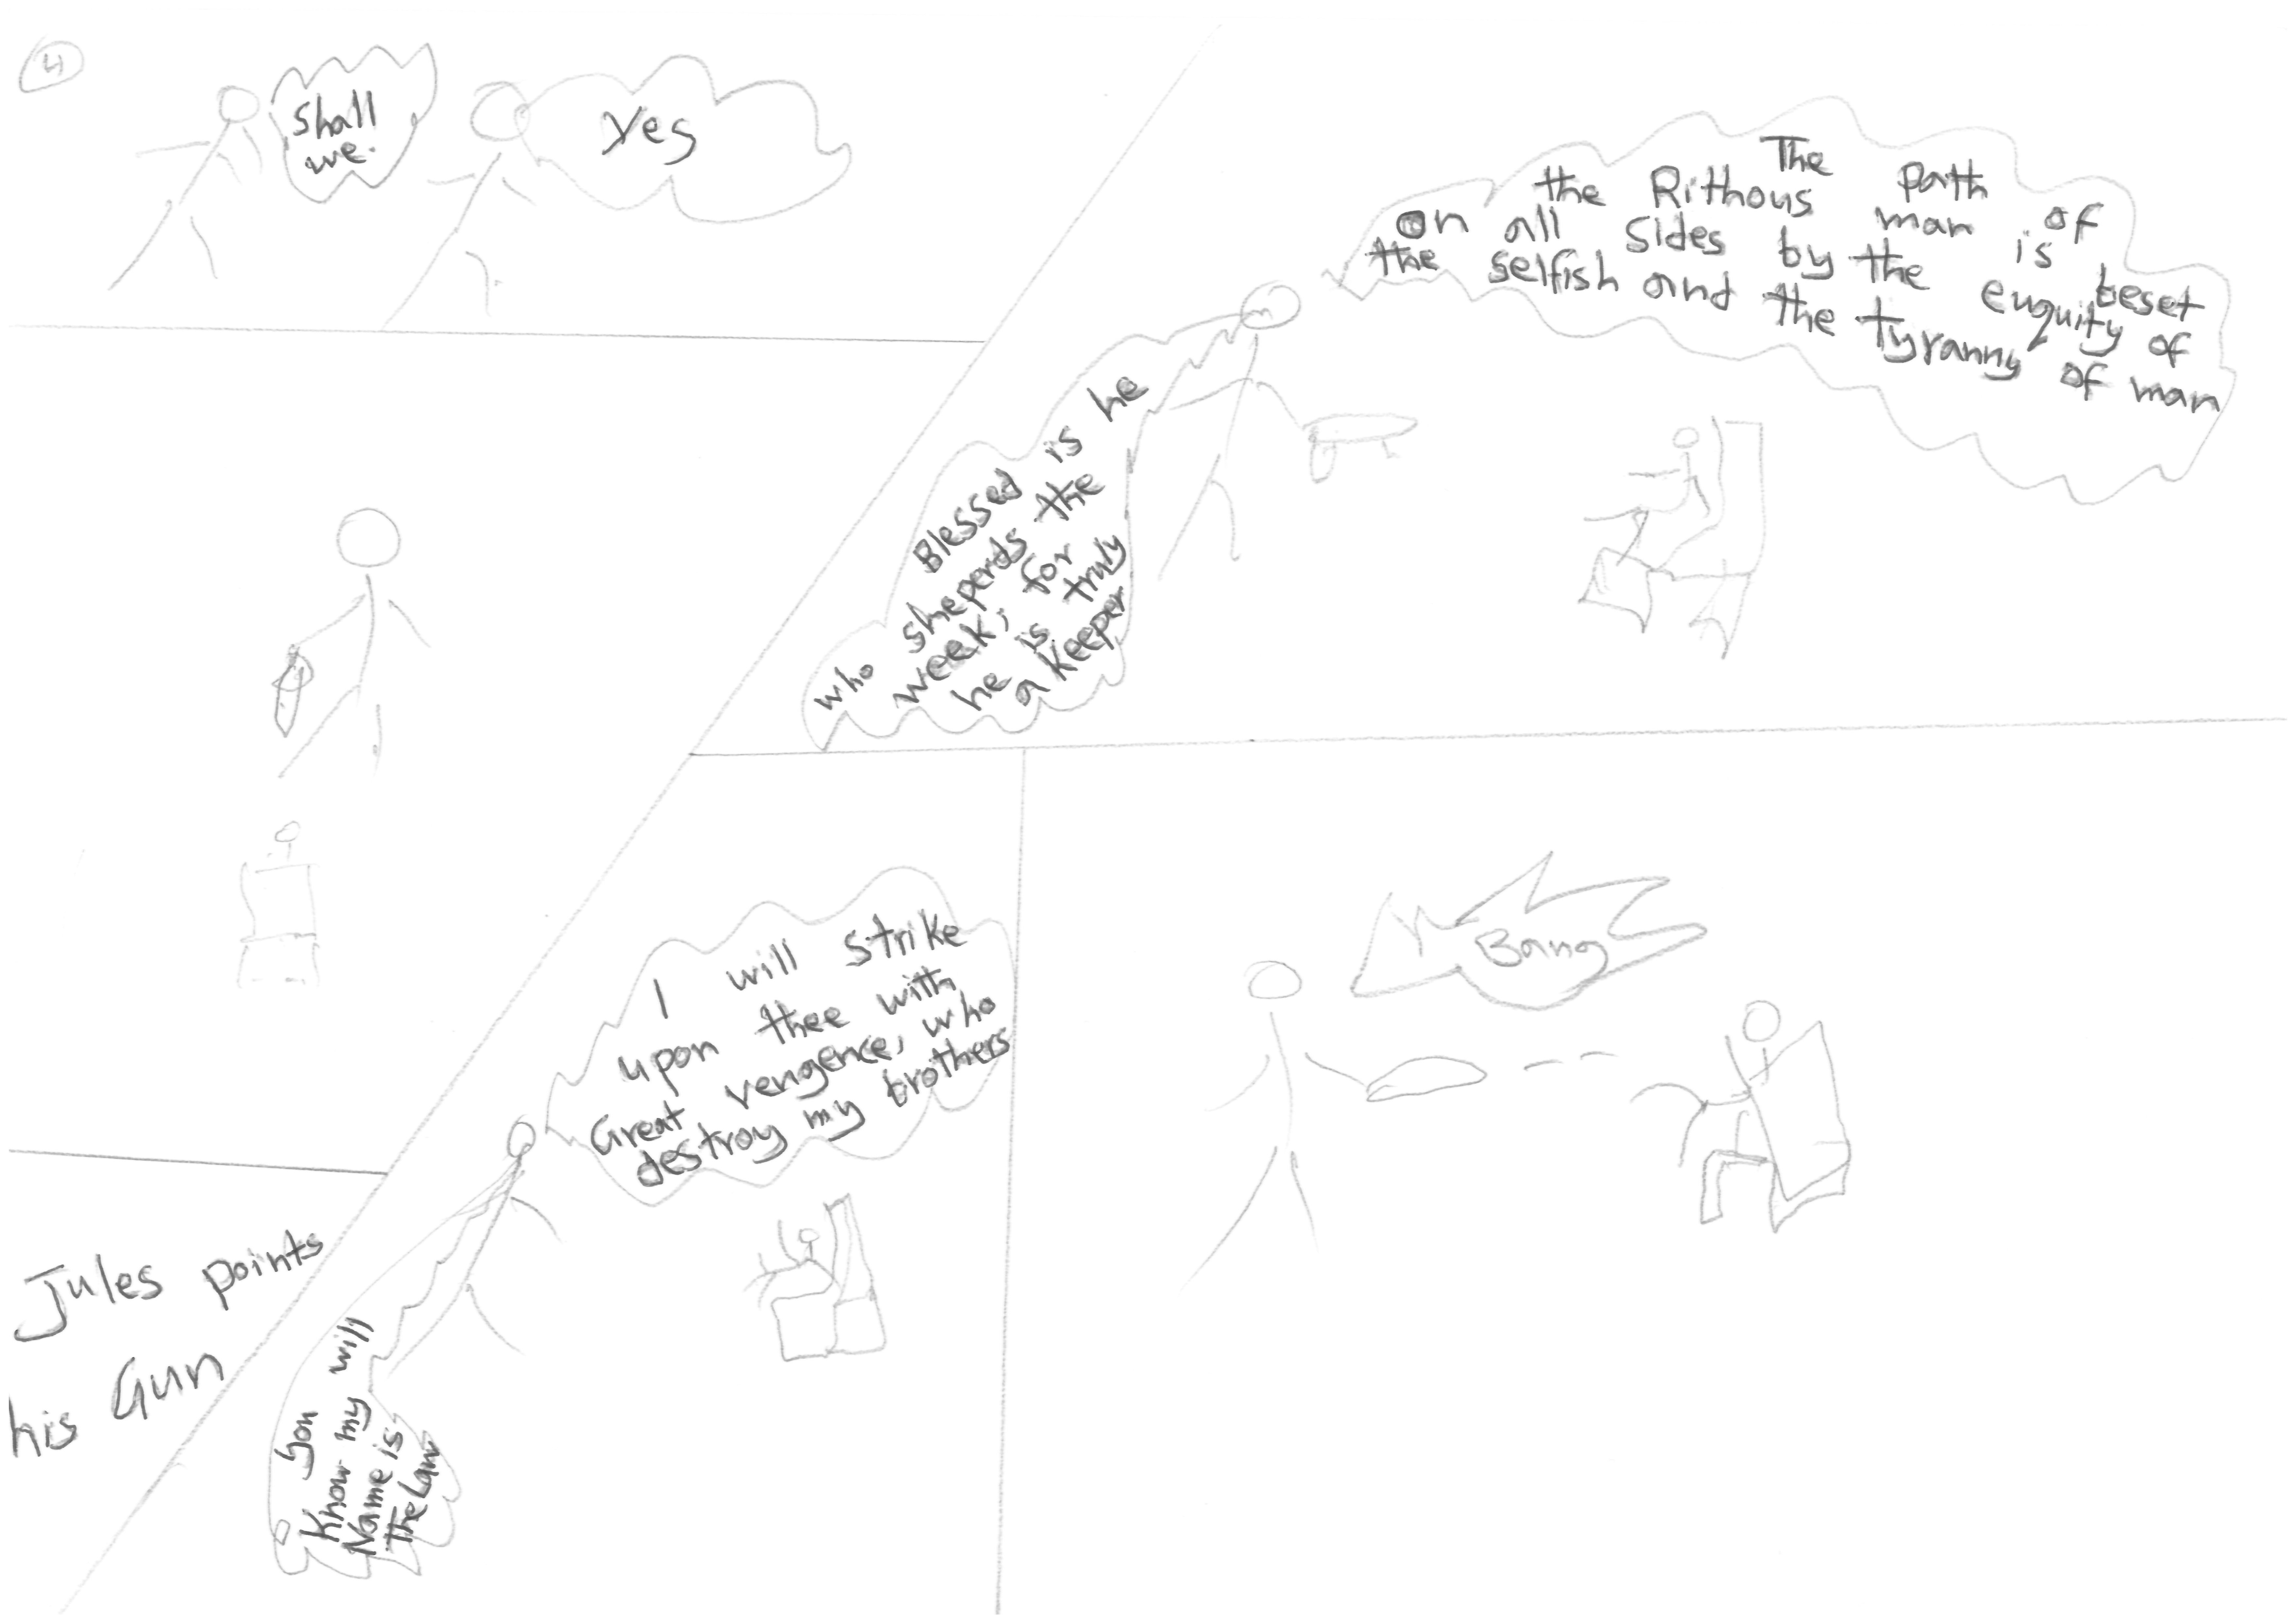 4
Shall
we.
Yes
The path of
the Rithous man is beset
on all sides by the enquity of
the selfish and the tyranny of man
Blessed is he
who sheperds the
week, for
he is truly
a keeper
Jules points
his Gun
I will strike
upon thee with
Great vengence, who
destroy my brothers
you will
Know my
Name is
The Law
Bang